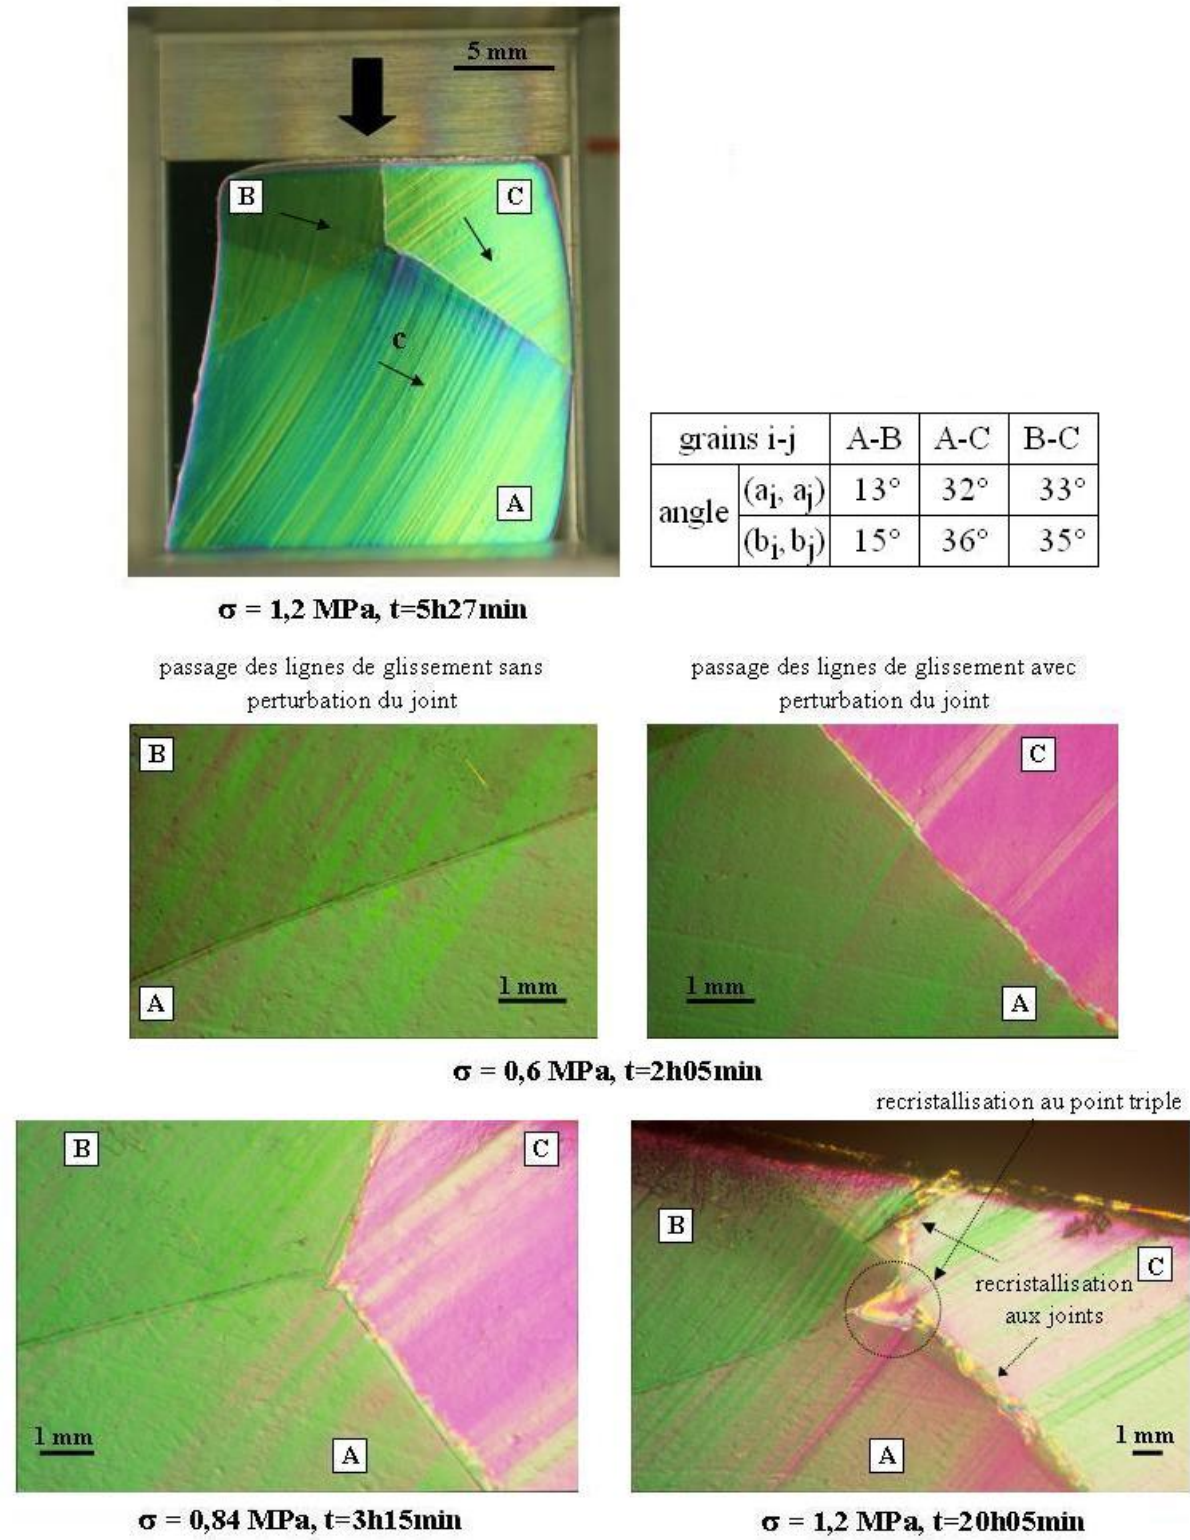 5 mm
B
C
c
A
σ = 1,2 MPa, t=5h27min
grains i-j A-B A-C B-C
angle (ai, aj) 13° 32° 33°
(bi,bj) 15° 36° 35°
passage des lignes de glissement sans
perturbation du joint
passage des lignes de glissement avec
perturbation du joint
B
A
1 mm
C
1 mm
A
σ = 0,6 MPa, t=2h05min
recristallisation au point triple
B
C
1 mm
A
B
C
recristallisation
aux joints
A
1 mm
σ = 0,84 MPa, t=3h15min
σ = 1,2 MPa, t=20h05min